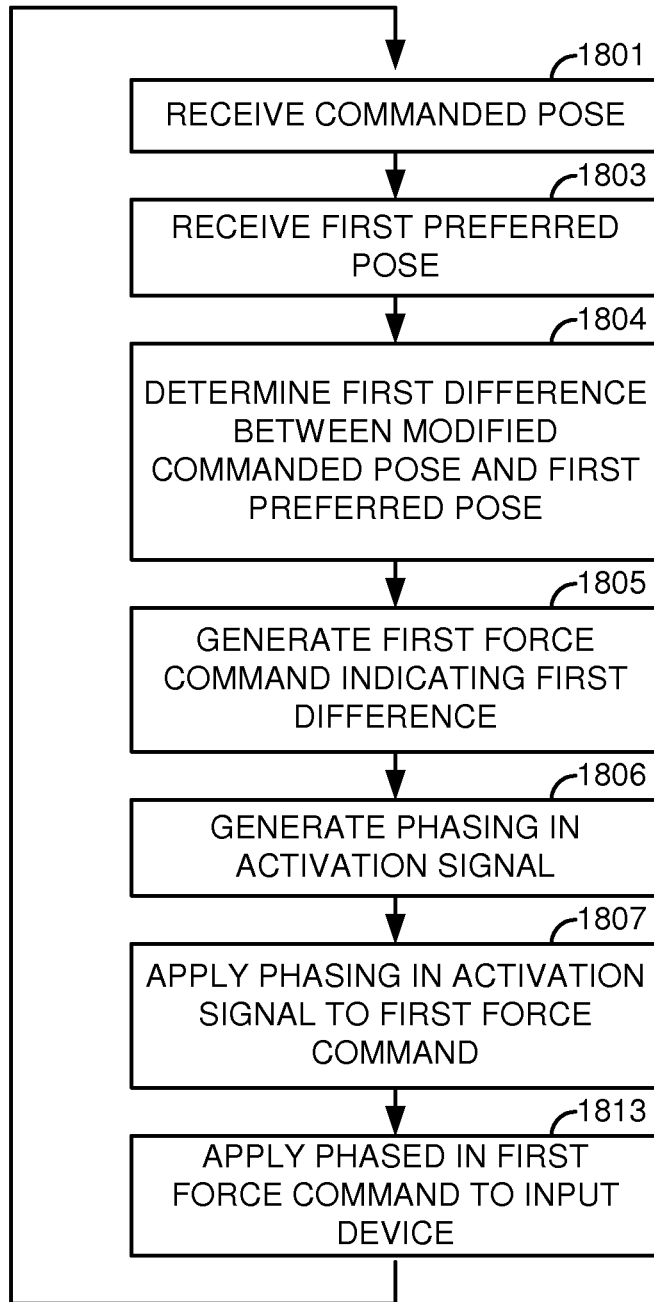 1801
RECEIVE COMMANDED POSE
1803
RECEIVE FIRST PREFERRED
POSE
1804
DETERMINE FIRST DIFFERENCE
BETWEEN MODIFIED
COMMANDED POSE AND FIRST
PREFERRED POSE
1805
GENERATE FIRST FORCE
COMMAND INDICATING FIRST
DIFFERENCE
1806
GENERATE PHASING IN
ACTIVATION SIGNAL
1807
APPLY PHASING IN ACTIVATION
SIGNAL TO FIRST FORCE
COMMAND
1813
APPLY PHASED IN FIRST
FORCE COMMAND TO INPUT
DEVICE